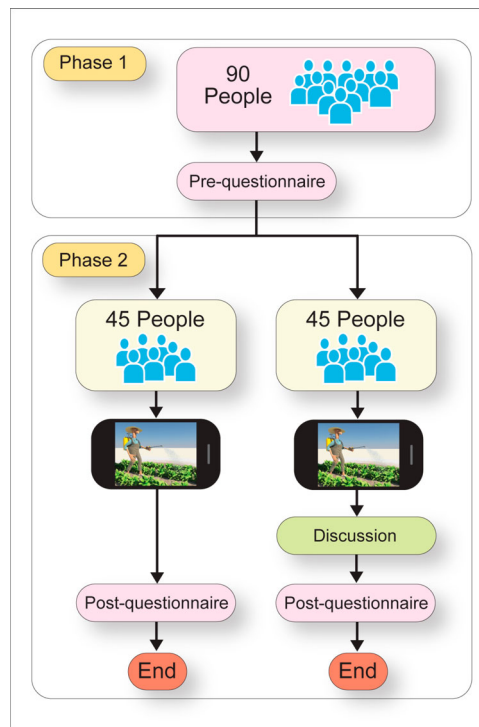 Phase 1
90
People
Pre-questionnaire
Phase 2
45 People
45 People
Discussion
Post-questionnaire
Post-questionnaire
End
End